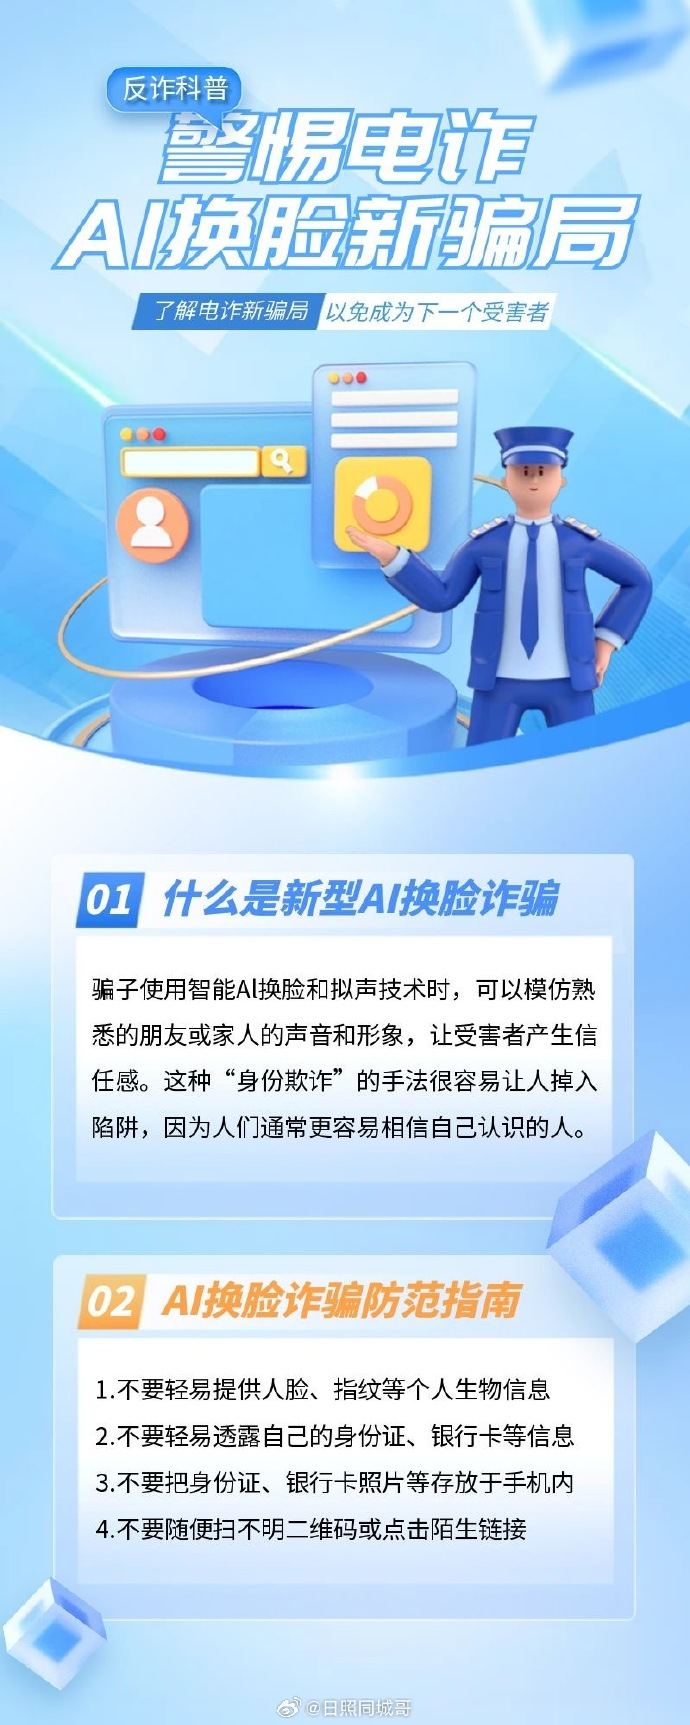 反诈科普
警惕电诈
AI换脸新骗局
了解电诈新骗局 以免成为下一个受害者
01 什么是新型AI换脸诈骗
骗子使用智能AI换脸和拟声技术时，可以模仿熟
悉的朋友或家人的声音和形象，让受害者产生信
任感。这种“身份欺诈”的手法很容易让人掉入
陷阱，因为人们通常更容易相信自己认识的人。
02 AI换脸诈骗防范指南
1.不要轻易提供人脸、指纹等个人生物信息
2.不要轻易透露自己的身份证、银行卡等信息
3.不要把身份证、银行卡照片等存放于手机内
4.不要随便扫不明二维码或点击陌生链接
@日照同城哥